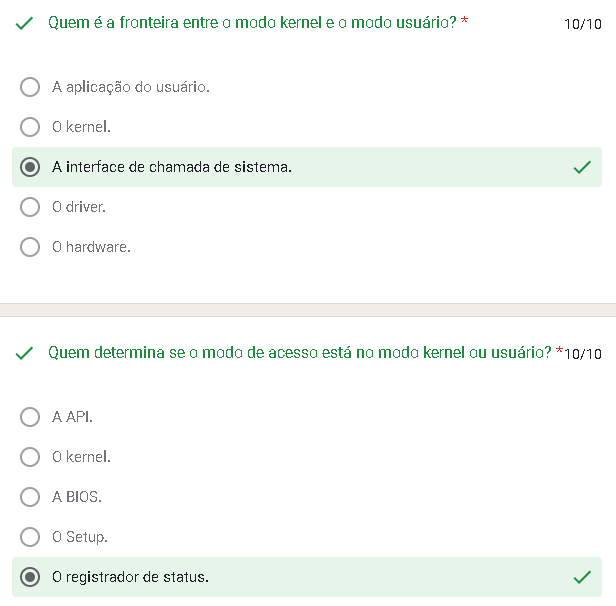 Quem é a fronteira entre o modo kernel e o modo usuário? * 10/10
A aplicação do usuário.
O kernel.
A interface de chamada de sistema.
O driver.
O hardware.
Quem determina se o modo de acesso está no modo kernel ou usuário? * 10/10
A API.
O kernel.
A BIOS.
O Setup.
O registrador de status.